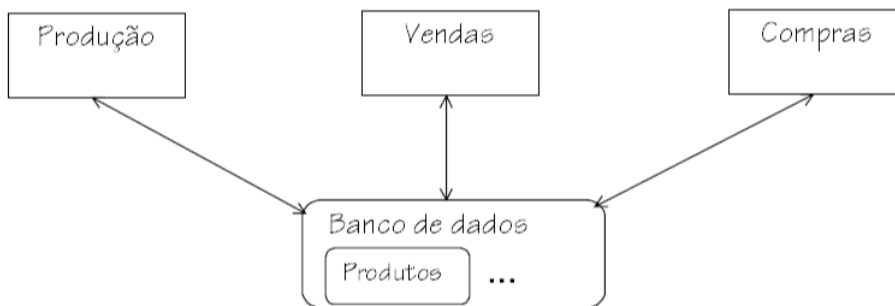 Produção
Vendas
Compras
Banco de dados
Produtos ...